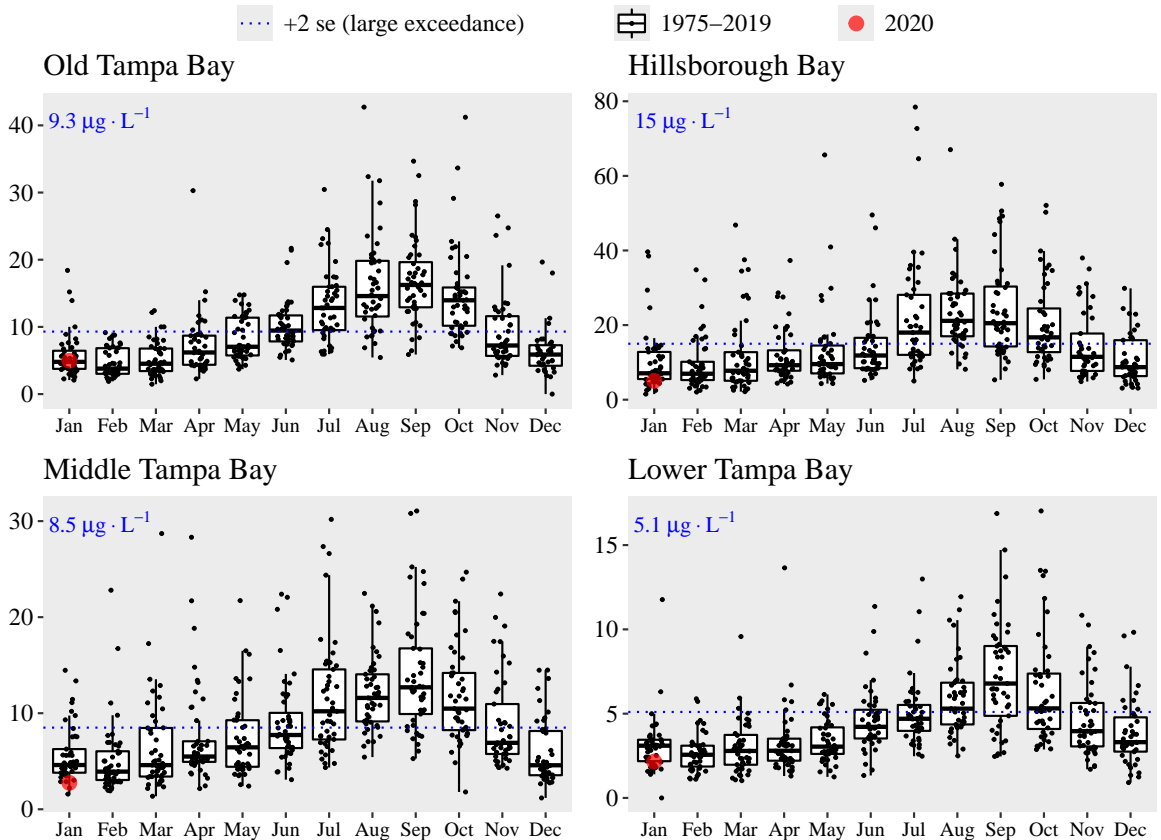 +2 se (large exceedance) 1975–2019 2020
Old Tampa Bay
9.3 µg · L⁻¹
40
30
20
10
0
Jan Feb Mar Apr May Jun Jul Aug Sep Oct Nov Dec
Hillsborough Bay
15 µg · L⁻¹
80
60
40
20
0
Jan Feb Mar Apr May Jun Jul Aug Sep Oct Nov Dec
Middle Tampa Bay
8.5 µg · L⁻¹
30
20
10
0
Jan Feb Mar Apr May Jun Jul Aug Sep Oct Nov Dec
Lower Tampa Bay
5.1 µg · L⁻¹
15
10
5
0
Jan Feb Mar Apr May Jun Jul Aug Sep Oct Nov Dec